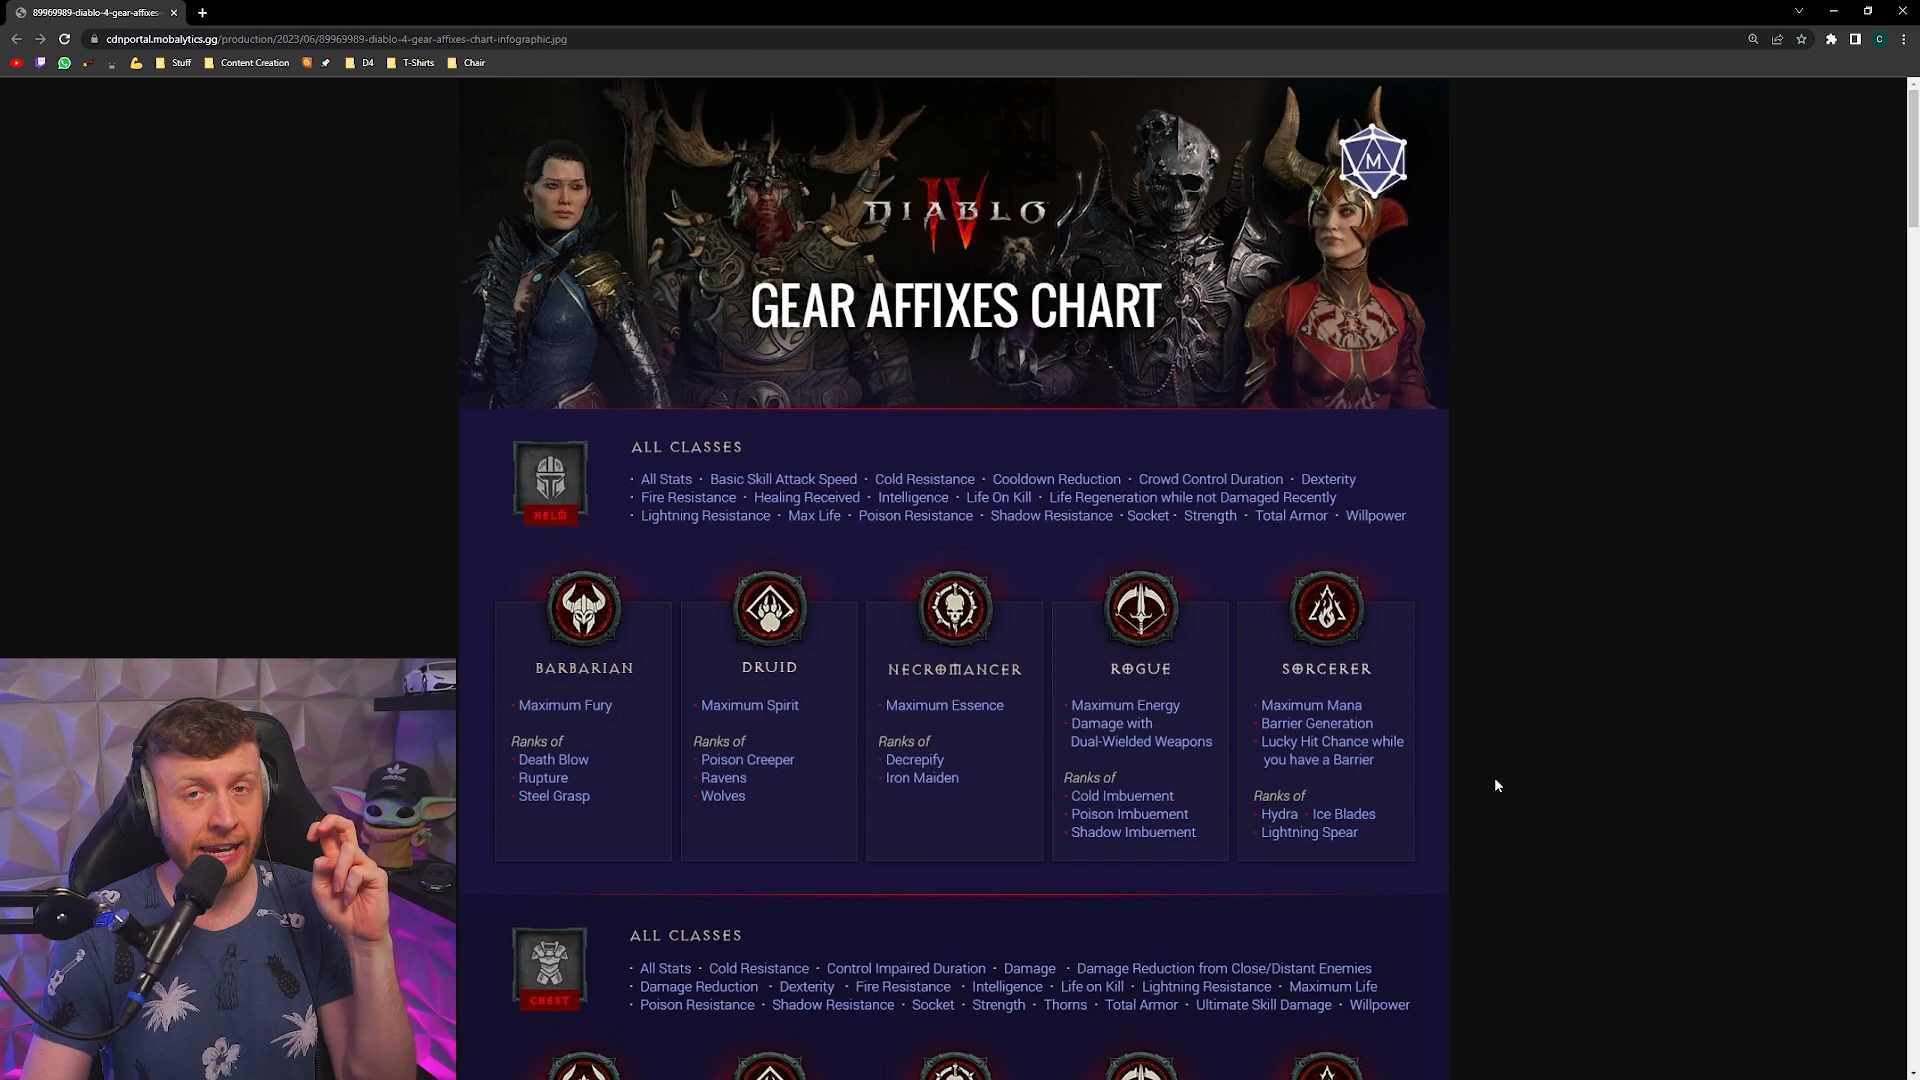 89969989-diablo-4-gear-affixes-
cdnportal.mobalytics.gg/production/2023/06/89969989-diablo-4-gear-affixes-chart-infographic.jpg
C
Stuff
Content Creation
D4
T-Shirts
Chair
M
DIABLO
IV
GEAR AFFIXES CHART
HELM
ALL CLASSES
· All Stats · Basic Skill Attack Speed · Cold Resistance · Cooldown Reduction · Crowd Control Duration · Dexterity
· Fire Resistance · Healing Received · Intelligence · Life On Kill · Life Regeneration while not Damaged Recently
· Lightning Resistance · Max Life · Poison Resistance · Shadow Resistance · Socket · Strength · Total Armor · Willpower
BARBARIAN
· Maximum Fury
Ranks of
· Death Blow
· Rupture
· Steel Grasp
DRUID
· Maximum Spirit
Ranks of
· Poison Creeper
· Ravens
· Wolves
NECROMANCER
· Maximum Essence
Ranks of
· Decrepify
· Iron Maiden
ROGUE
· Maximum Energy
· Damage with
Dual-Wielded Weapons
Ranks of
· Cold Imbuement
· Poison Imbuement
· Shadow Imbuement
SORCERER
· Maximum Mana
· Barrier Generation
· Lucky Hit Chance while
you have a Barrier
Ranks of
· Hydra · Ice Blades
· Lightning Spear
CHEST
ALL CLASSES
· All Stats · Cold Resistance · Control Impaired Duration · Damage · Damage Reduction from Close/Distant Enemies
· Damage Reduction · Dexterity · Fire Resistance · Intelligence · Life on Kill · Lightning Resistance · Maximum Life
· Poison Resistance · Shadow Resistance · Socket · Strength · Thorns · Total Armor · Ultimate Skill Damage · Willpower
adidas